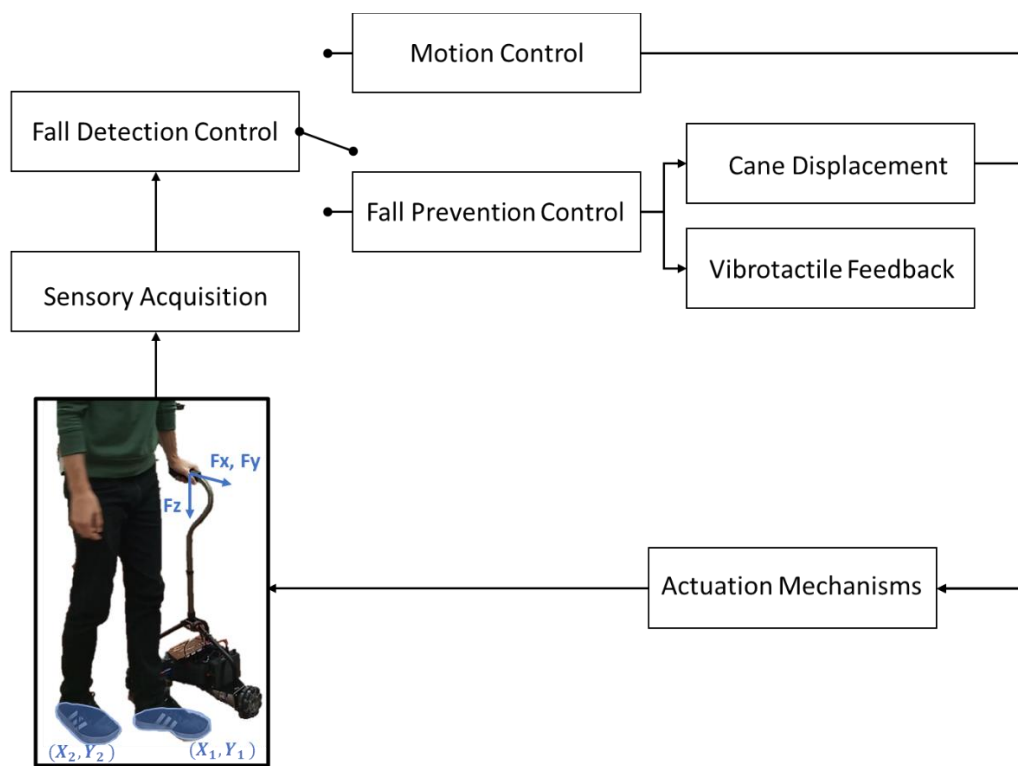 Motion Control
Fall Detection Control
Cane Displacement
Fall Prevention Control
Vibrotactile Feedback
Sensory Acquisition
Fx, Fy
Fz
Actuation Mechanisms
(X₂, Y₂)
(X₁, Y₁)